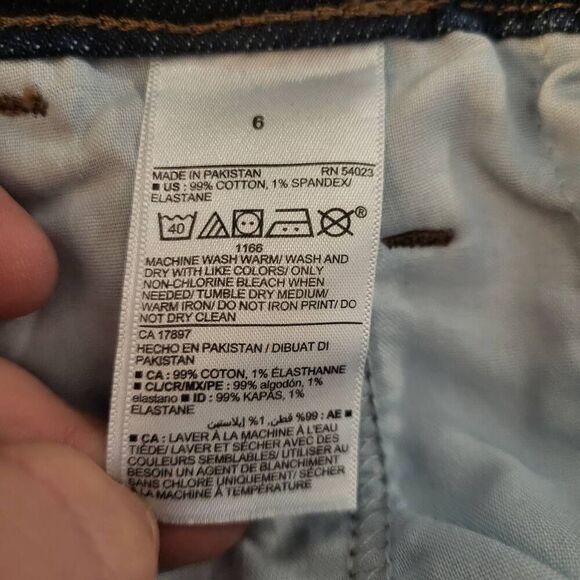 6
MADE IN PAKISTAN RN 54023
■ US : 99% COTTON, 1% SPANDEX/
ELASTANE
40 ®
1166
MACHINE WASH WARM/ WASH AND
DRY WITH LIKE COLORS/ ONLY
NON-CHLORINE BLEACH WHEN
NEEDED/ TUMBLE DRY MEDIUM/
WARM IRON/ DO NOT IRON PRINT/ DO
NOT DRY CLEAN
CA 17897
HECHO EN PAKISTAN / DIBUAT DI
PAKISTAN
■ CA : 99% COTON, 1% ÉLASTHANNE
■ CL/CR/MX/PE : 99% algodón, 1%
elastano ■ ID : 99% KAPAS, 1%
ELASTANE
■ AE : 99% قطن, 1% إيلاستين
■ CA : LAVER À LA MACHINE À L'EAU
TIÈDE/ LAVER ET SÉCHER AVEC DES
COULEURS SEMBLABLES/ UTILISER AU
BESOIN UN AGENT DE BLANCHIMENT
SANS CHLORE UNIQUEMENT/ SÉCHER
À LA MACHINE À TEMPÉRATURE